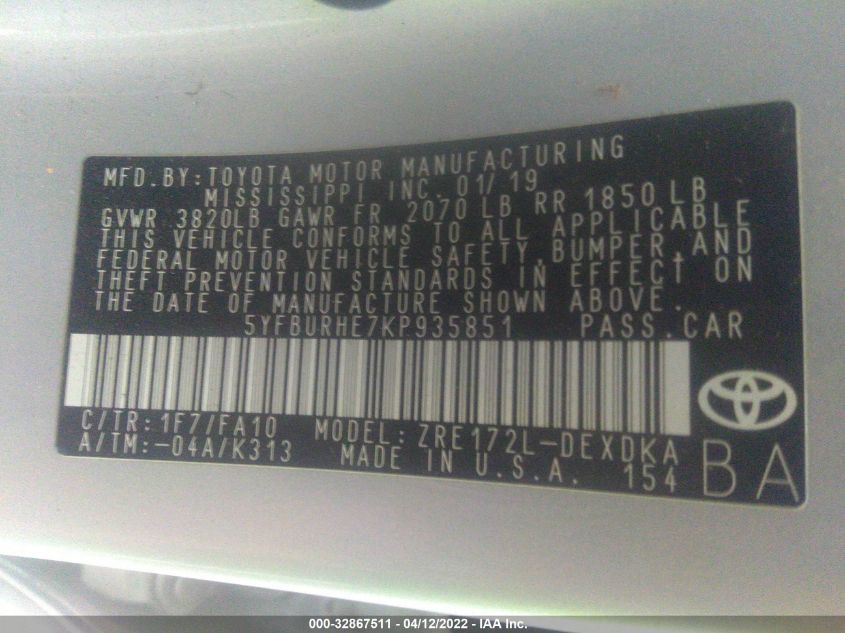 MFD.BY:TOYOTA MOTOR MANUFACTURING
MISSISSIPPI INC. 01/19
GVWR 3820LB GAWR FR 2070 LB RR 1850 LB
THIS VEHICLE CONFORMS TO ALL APPLICABLE
FEDERAL MOTOR VEHICLE SAFETY,BUMPER,AND
THEFT PREVENTION STANDARDS IN EFFECT ON
THE DATE OF MANUFACTURE SHOWN ABOVE.
5YFBURHE7KP935851 PASS.CAR
C/TR:1F7/FA10 MODEL: ZRE172L-DEXDKA
A/TM:-04A/K313 MADE IN U.S.A. 154
BA
000-32867511 - 04/12/2022 - IAA Inc.